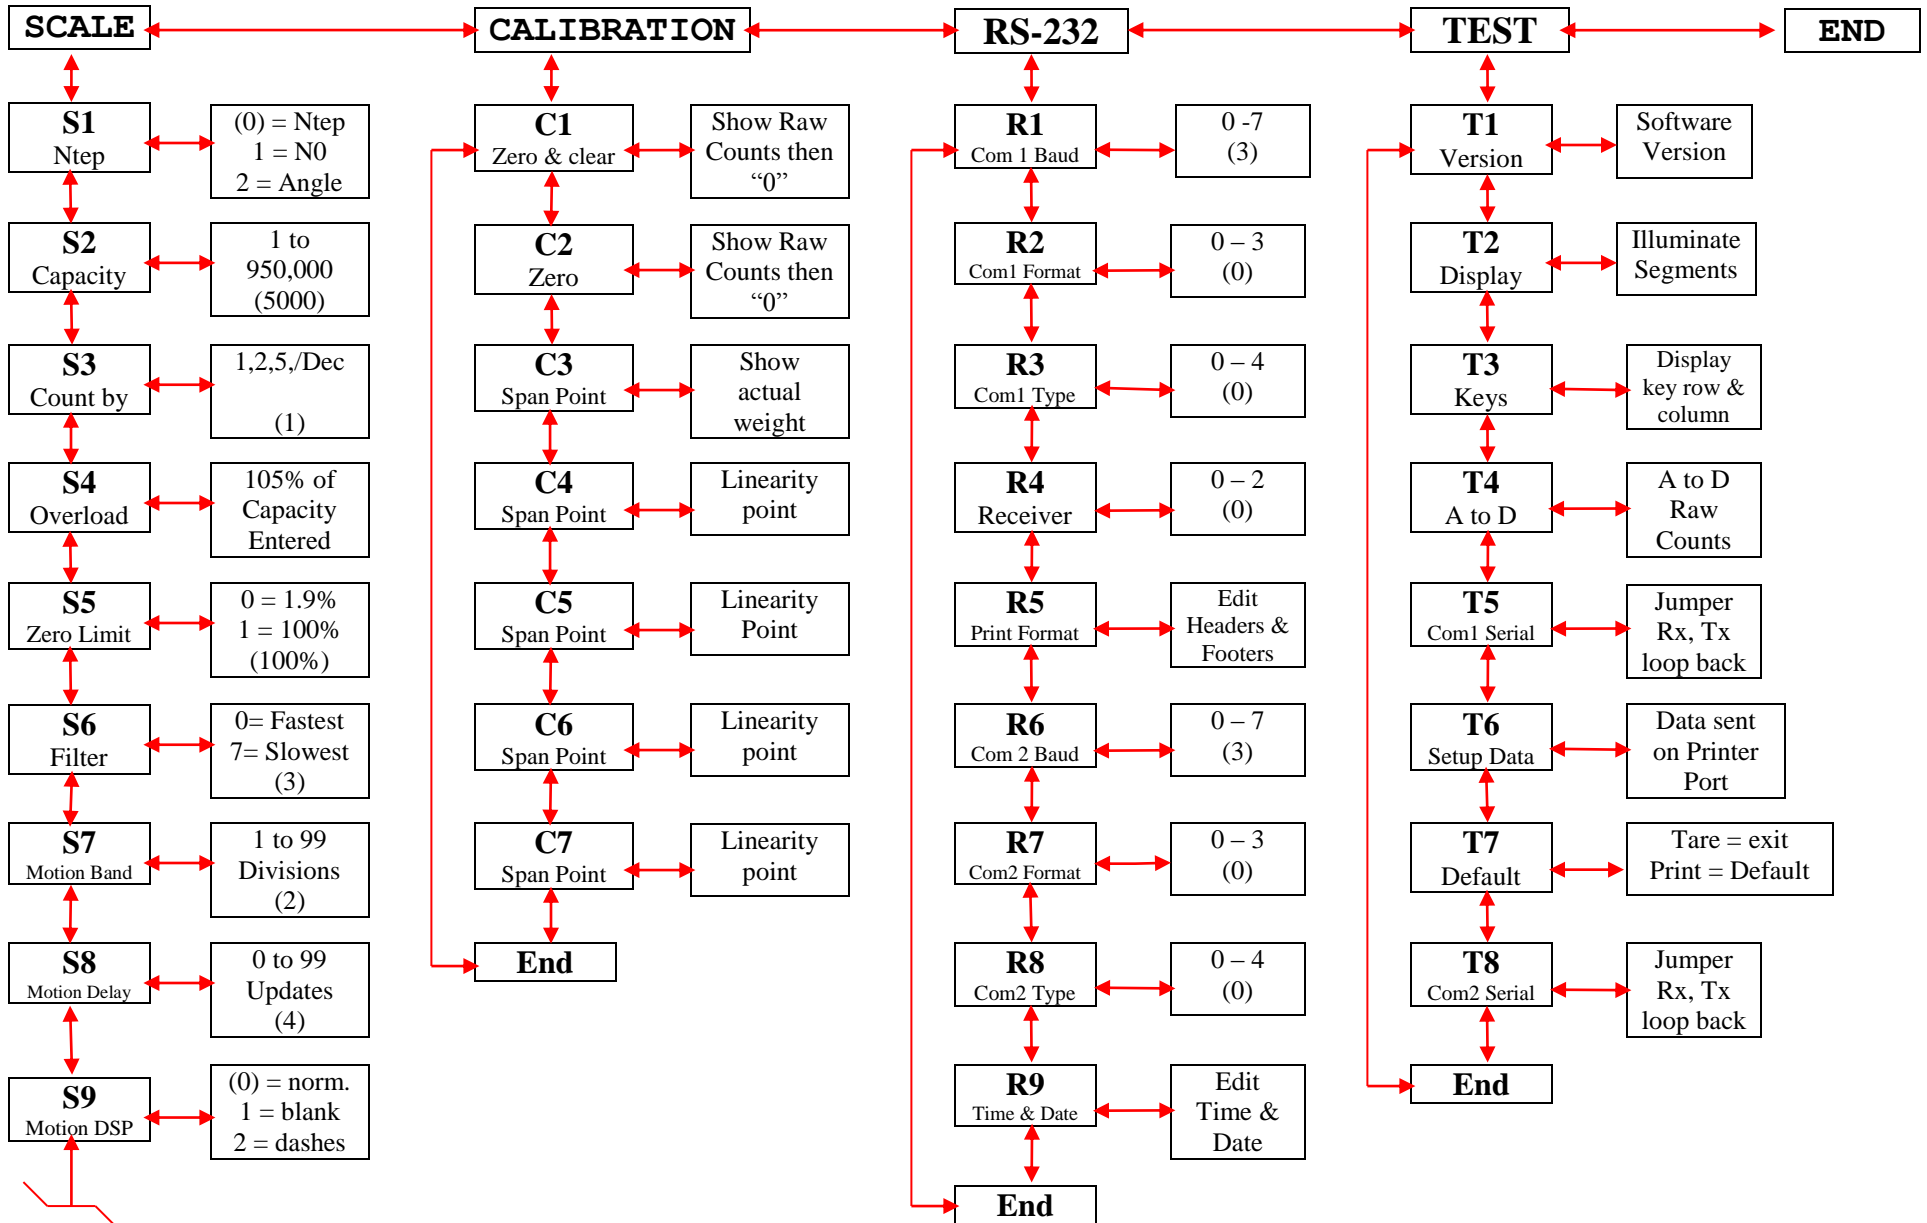 SCALE
CALIBRATION
RS-232
TEST
END
S1
Ntep
(0) = Ntep
1 = N0
2 = Angle
S2
Capacity
1 to
950,000
(5000)
S3
Count by
1,2,5,/Dec
(1)
S4
Overload
105% of
Capacity
Entered
S5
Zero Limit
0 = 1.9%
1 = 100%
(100%)
S6
Filter
0= Fastest
7= Slowest
(3)
S7
Motion Band
1 to 99
Divisions
(2)
S8
Motion Delay
0 to 99
Updates
(4)
S9
Motion DSP
(0) = norm.
1 = blank
2 = dashes
C1
Zero & clear
Show Raw
Counts then
“0”
C2
Zero
Show Raw
Counts then
“0”
C3
Span Point
Show
actual
weight
C4
Span Point
Linearity
point
C5
Span Point
Linearity
Point
C6
Span Point
Linearity
point
C7
Span Point
Linearity
point
End
R1
Com 1 Baud
0 -7
(3)
R2
Com1 Format
0 – 3
(0)
R3
Com1 Type
0 – 4
(0)
R4
Receiver
0 – 2
(0)
R5
Print Format
Edit
Headers &
Footers
R6
Com 2 Baud
0 – 7
(3)
R7
Com2 Format
0 – 3
(0)
R8
Com2 Type
0 – 4
(0)
R9
Time & Date
Edit
Time &
Date
End
T1
Version
Software
Version
T2
Display
Illuminate
Segments
T3
Keys
Display
key row &
column
T4
A to D
A to D
Raw
Counts
T5
Com1 Serial
Jumper
Rx, Tx
loop back
T6
Setup Data
Data sent
on Printer
Port
T7
Default
Tare = exit
Print = Default
T8
Com2 Serial
Jumper
Rx, Tx
loop back
End